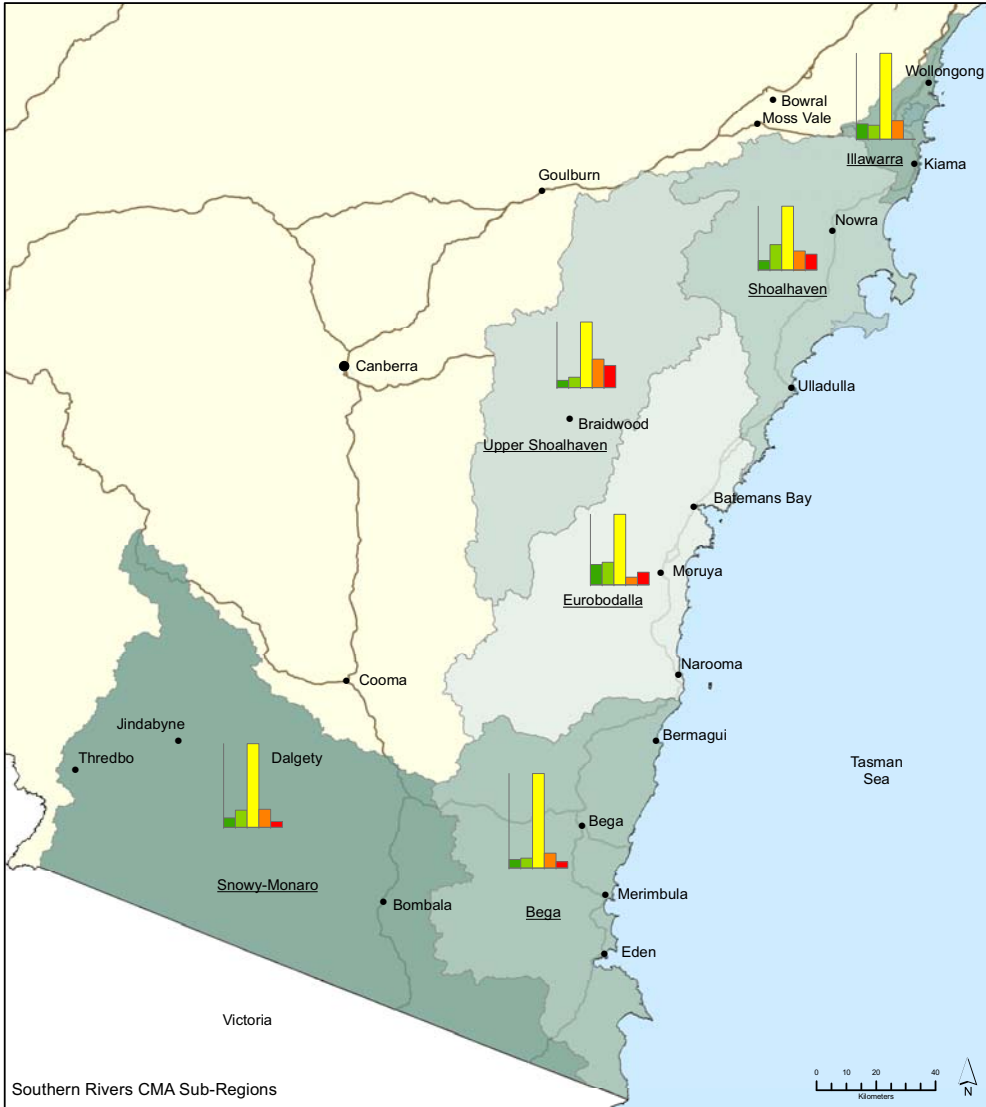 Wollongong
Bowral
Moss Vale
Illawarra
Kiama
Goulburn
Nowra
Shoalhaven
Canberra
Ulladulla
Braidwood
Upper Shoalhaven
Batemans Bay
Moruya
Eurobodalla
Narooma
Cooma
Jindabyne
Bermagui
Thredbo
Dalgety
Tasman
Sea
Bega
Snowy-Monaro
Merimbula
Bombala
Bega
Eden
Victoria
Southern Rivers CMA Sub-Regions
0 10 20 40
Kilometers
N